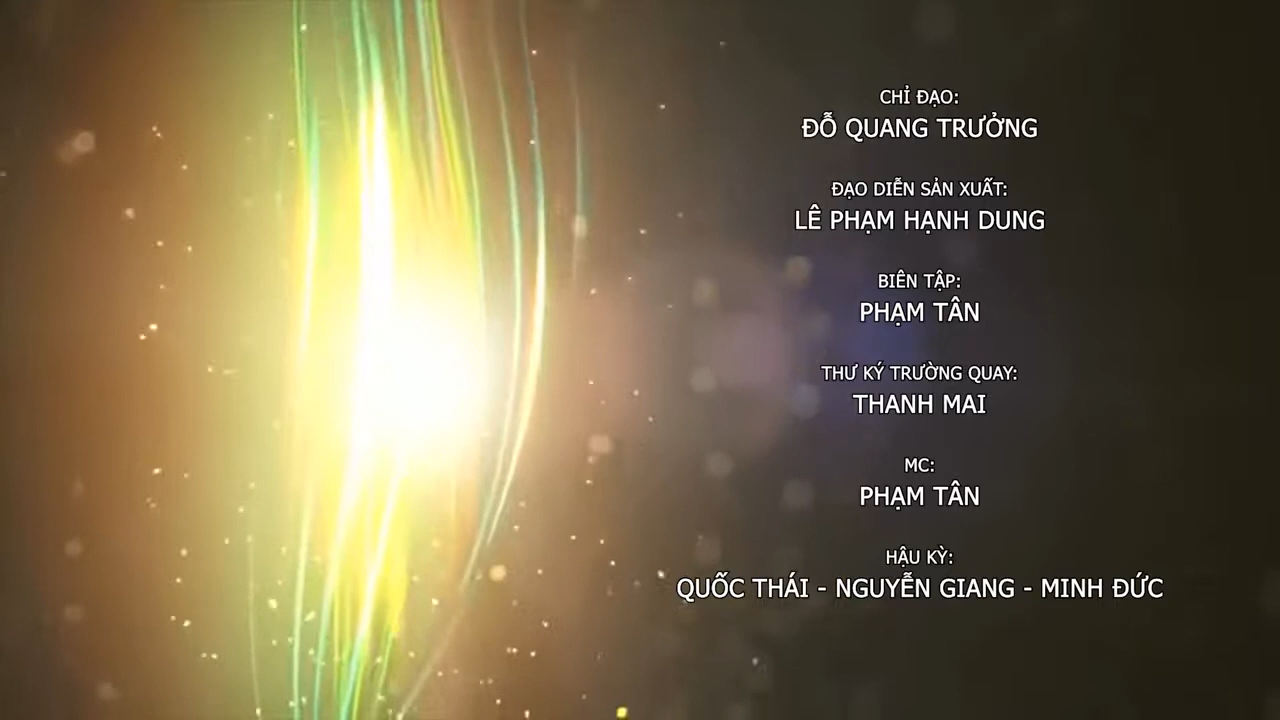 CHỈ ĐẠO:
ĐỖ QUANG TRƯỞNG
ĐẠO DIỄN SẢN XUẤT:
LÊ PHẠM HẠNH DUNG
BIÊN TẬP:
PHẠM TÂN
THƯ KÝ TRƯỜNG QUAY:
THANH MAI
MC:
PHẠM TÂN
HẬU KỲ:
QUỐC THÁI - NGUYỄN GIANG - MINH ĐỨC